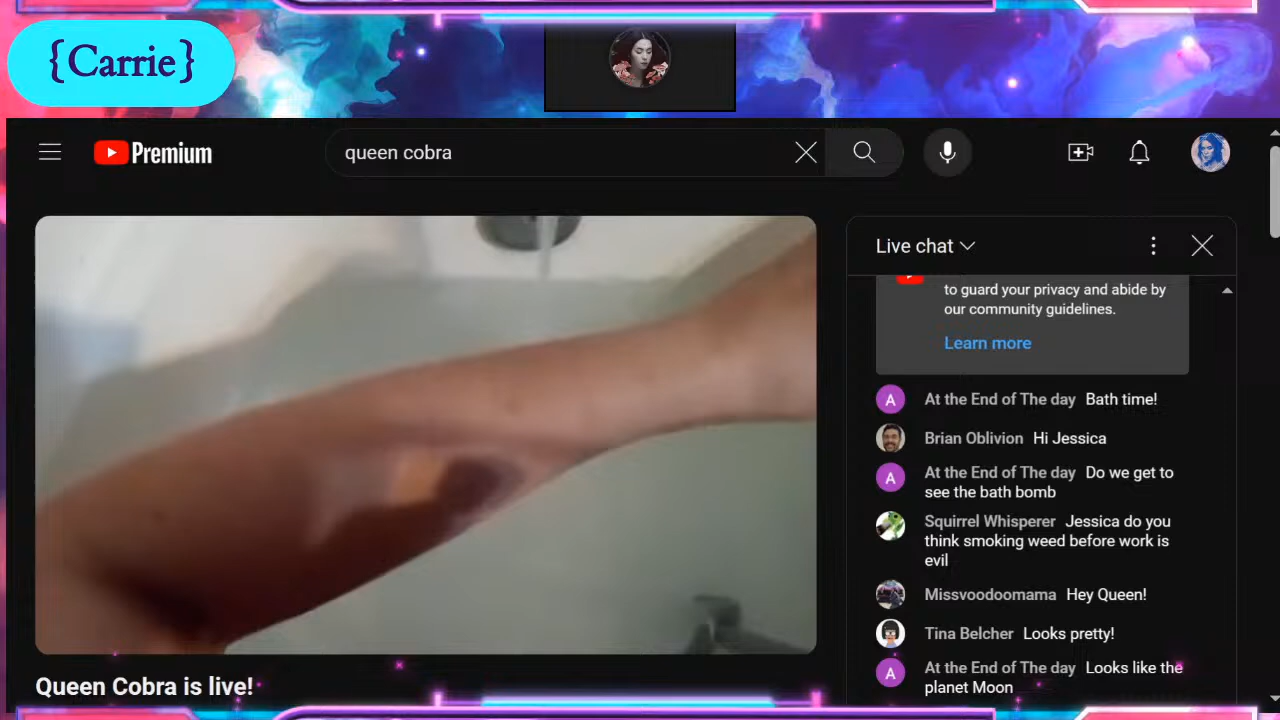 {Carrie}
Premium
queen cobra
Live chat
to guard your privacy and abide by
our community guidelines.
Learn more
A At the End of The day Bath time!
Brian Oblivion Hi Jessica
A At the End of The day Do we get to
see the bath bomb
Squirrel Whisperer Jessica do you
think smoking weed before work is
evil
Missvoodoomama Hey Queen!
Tina Belcher Looks pretty!
A At the End of The day Looks like the
planet Moon
Queen Cobra is live!